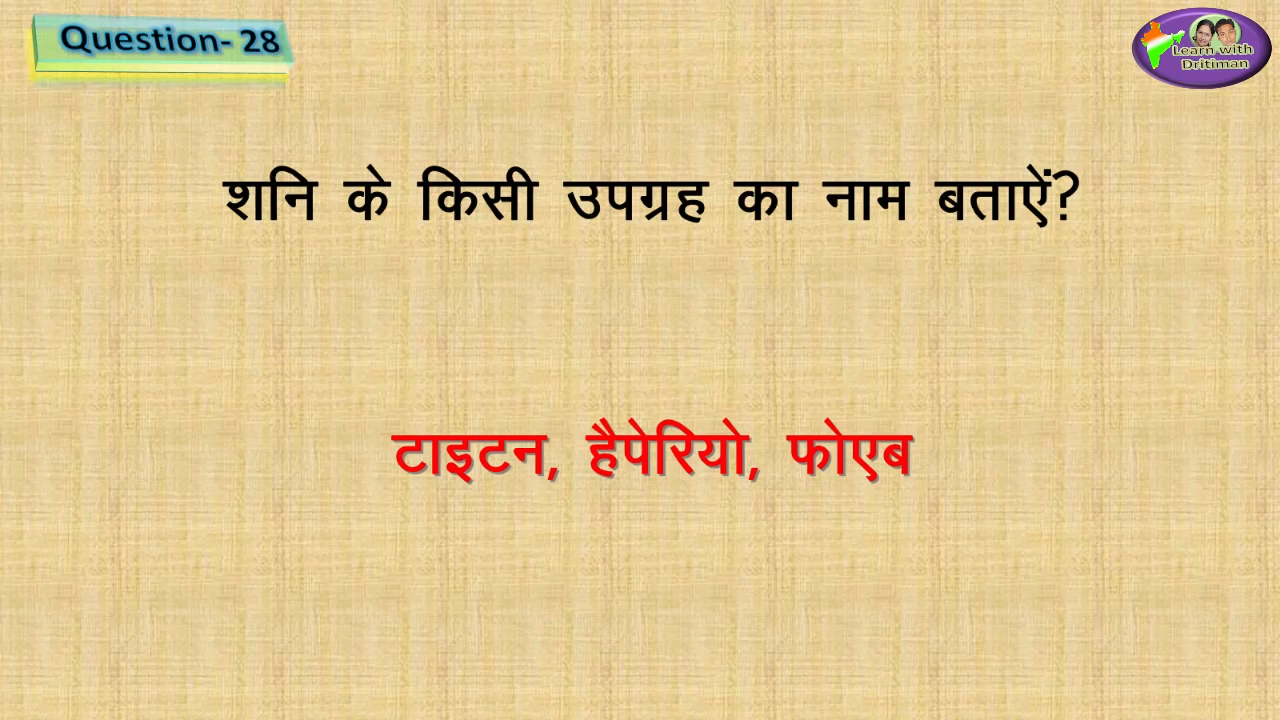 Question- 28
Learn with
Dritiman
शनि के किसी उपग्रह का नाम बताऐं?
टाइटन, हैपेरियो, फोएब